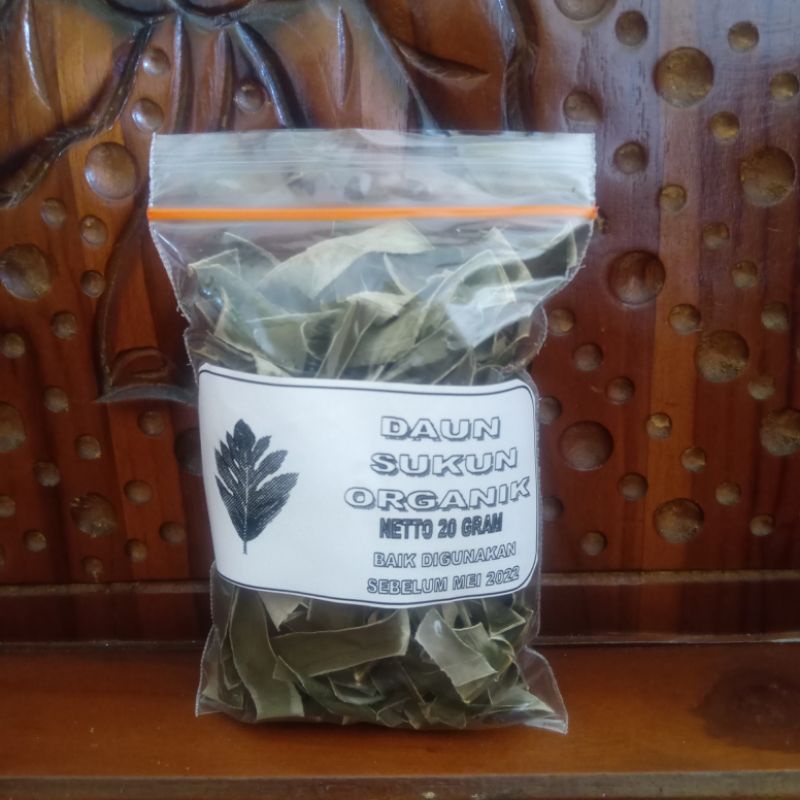 DAUN
SUKUN
ORGANIK
NETTO 20 GRAM
BAIK DIGUNAKAN
SEBELUM MEI 2022